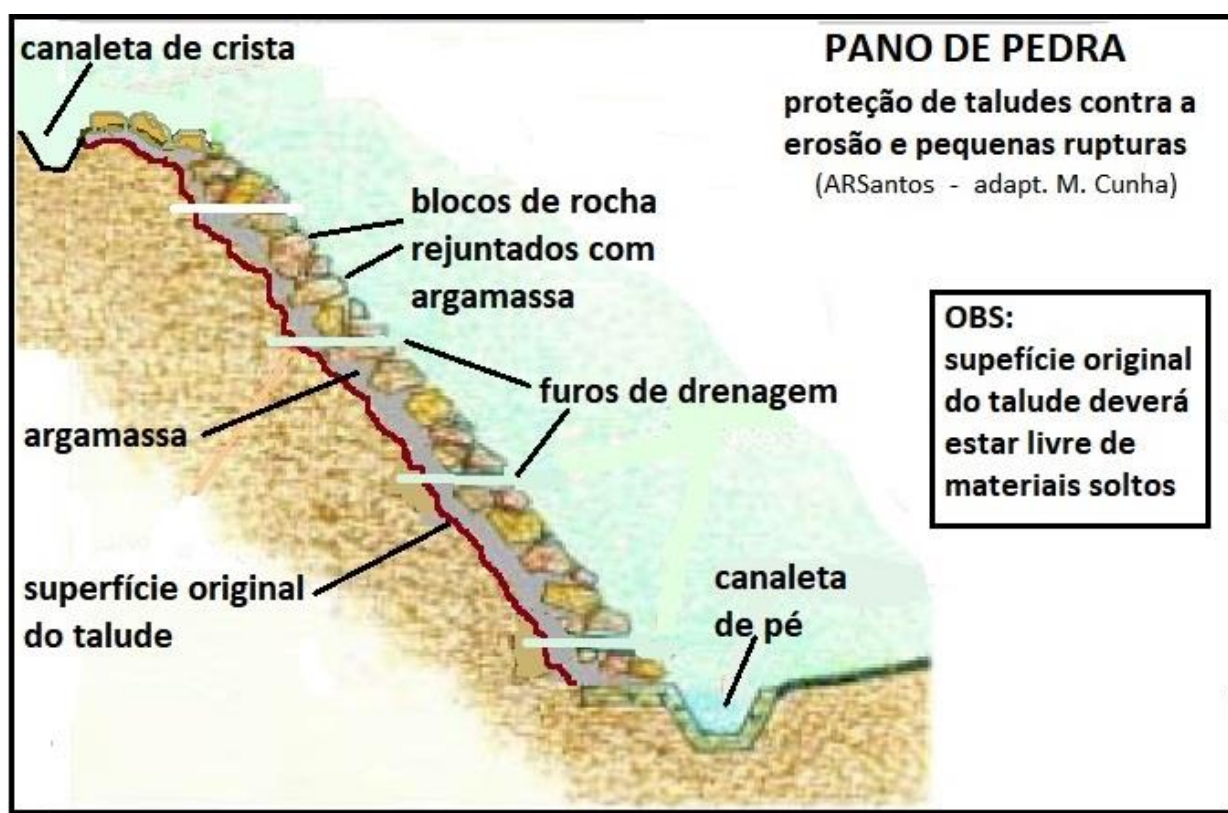 canaleta de crista
PANO DE PEDRA
proteção de taludes contra a
erosão e pequenas rupturas
(ARSantos - adapt. M. Cunha)
blocos de rocha
rejuntados com
argamassa
OBS:
supefície original
do talude deverá
estar livre de
materiais soltos
furos de drenagem
argamassa
superfície original
do talude
canaleta
de pé